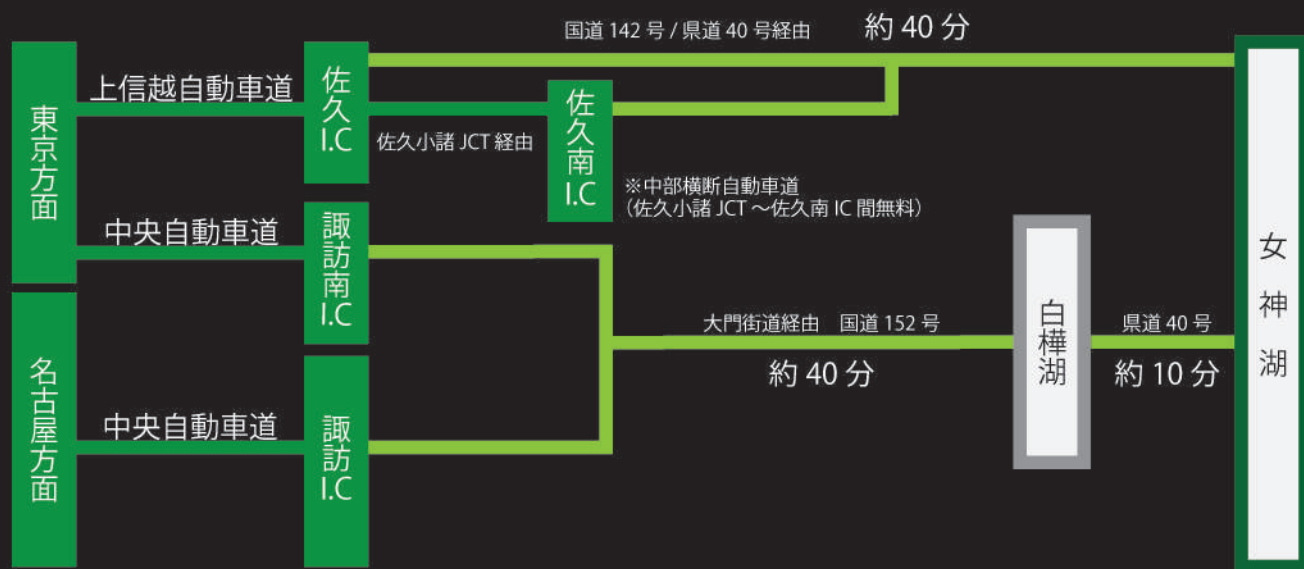 国道 142 号 / 県道 40 号経由 約 40 分
東京方面
上信越自動車道
佐久I.C
佐久小諸 JCT 経由
佐久南I.C
※中部横断自動車道
（佐久小諸 JCT ～佐久南 IC 間無料）
中央自動車道
諏訪南I.C
名古屋方面
中央自動車道
諏訪I.C
大門街道経由 国道 152 号
約 40 分
白樺湖
県道 40 号
約 10 分
女神湖